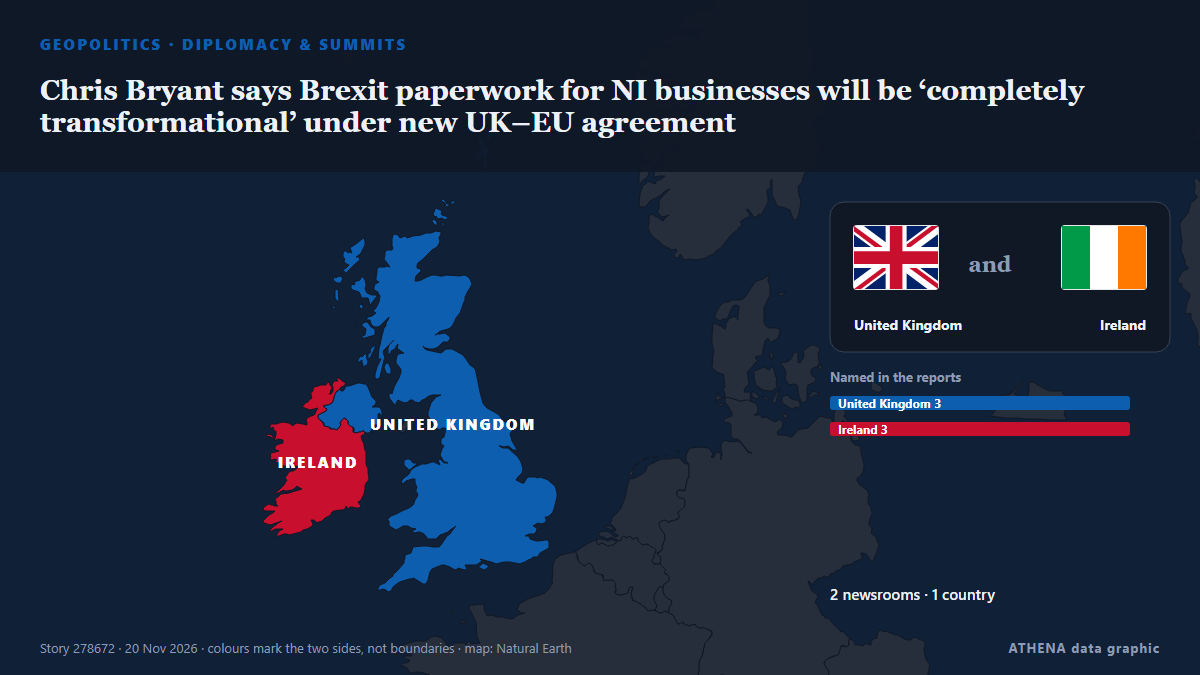 GEOPOLITICS · DIPLOMACY & SUMMITS
Chris Bryant says Brexit paperwork for NI businesses will be ‘completely
transformational’ under new UK–EU agreement
and
United Kingdom
Ireland
Named in the reports
United Kingdom 3
Ireland 3
UNITED KINGDOM
IRELAND
2 newsrooms · 1 country
Story 278672 · 20 Nov 2026 · colours mark the two sides, not boundaries · map: Natural Earth
ATHENA data graphic